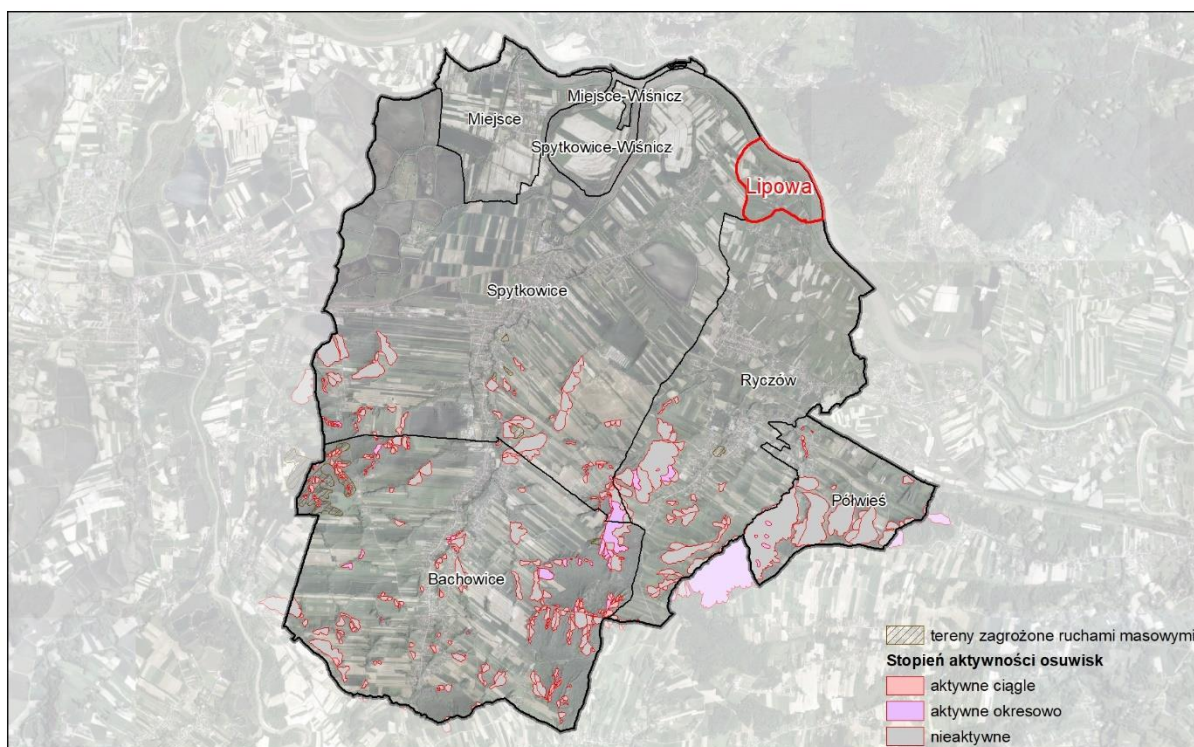 Miejsce-Wiśnicz
Miejsce
Spytkowice-Wiśnicz
Lipowa
Spytkowice
Ryczów
Półwieś
Bachowice
tereny zagrożone ruchami masowymi
Stopień aktywności osuwisk
aktywne ciągle
aktywne okresowo
nieaktywne